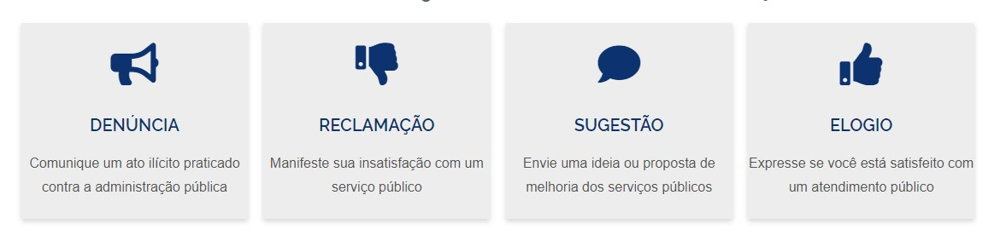 DENÚNCIA
Comunique um ato ilícito praticado
contra a administração pública
RECLAMAÇÃO
Manifeste sua insatisfação com um
serviço público
SUGESTÃO
Envie uma ideia ou proposta de
melhoria dos serviços públicos
ELOGIO
Expresse se você está satisfeito com
um atendimento público